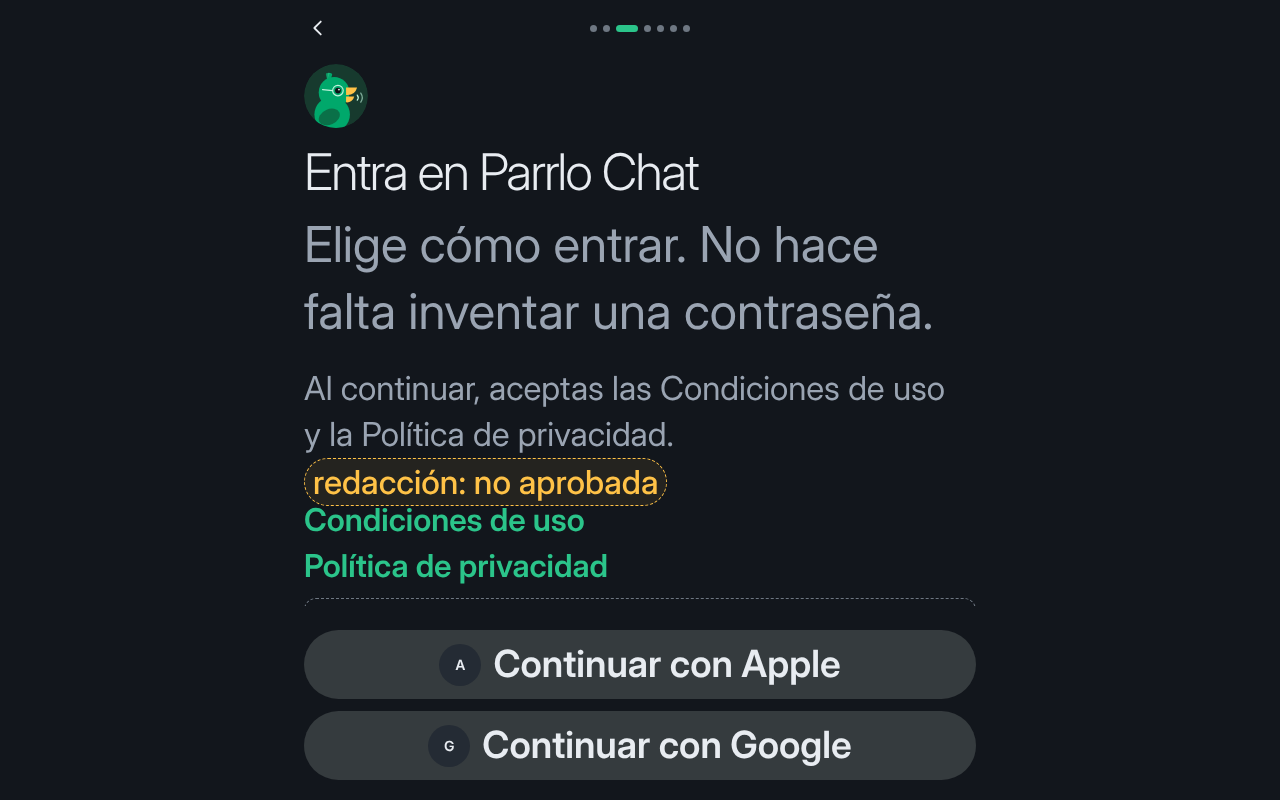 Entra en Parrlo Chat
Elige cómo entrar. No hace
falta inventar una contraseña.
Al continuar, aceptas las Condiciones de uso
y la Política de privacidad.
redacción: no aprobada
Condiciones de uso
Política de privacidad
A Continuar con Apple
G Continuar con Google